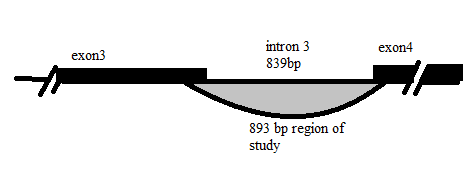 exon3
intron 3
839bp
exon4
893 bp region of
study